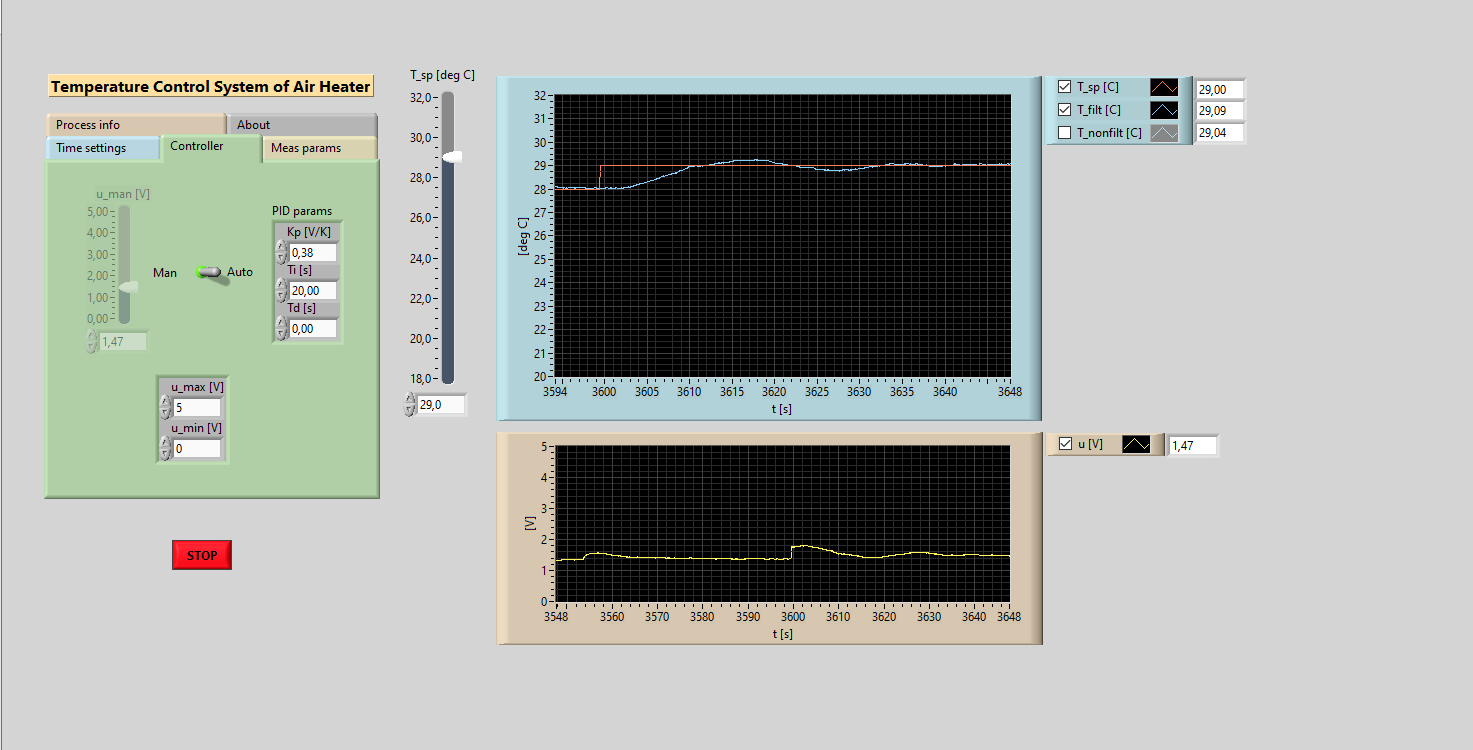 Temperature Control System of Air Heater
Process info
About
Time settings
Controller
Meas params
u_man [V]
5,00
4,00
3,00
2,00
1,00
0,00
1,47
Man
Auto
PID params
Kp [V/K]
0,38
Ti [s]
20,00
Td [s]
0,00
u_max [V]
5
u_min [V]
0
STOP
T_sp [deg C]
32,0
30,0
28,0
26,0
24,0
22,0
20,0
18,0
29,0
[deg C]
32
31
30
29
28
27
26
25
24
23
22
21
20
3594 3600 3605 3610 3615 3620 3625 3630 3635 3640 3648
t [s]
T_sp [C] 29,00
T_filt [C] 29,09
T_nonfilt [C] 29,04
[V]
5
4
3
2
1
0
3548 3560 3570 3580 3590 3600 3610 3620 3630 3640 3648
t [s]
u [V] 1,47